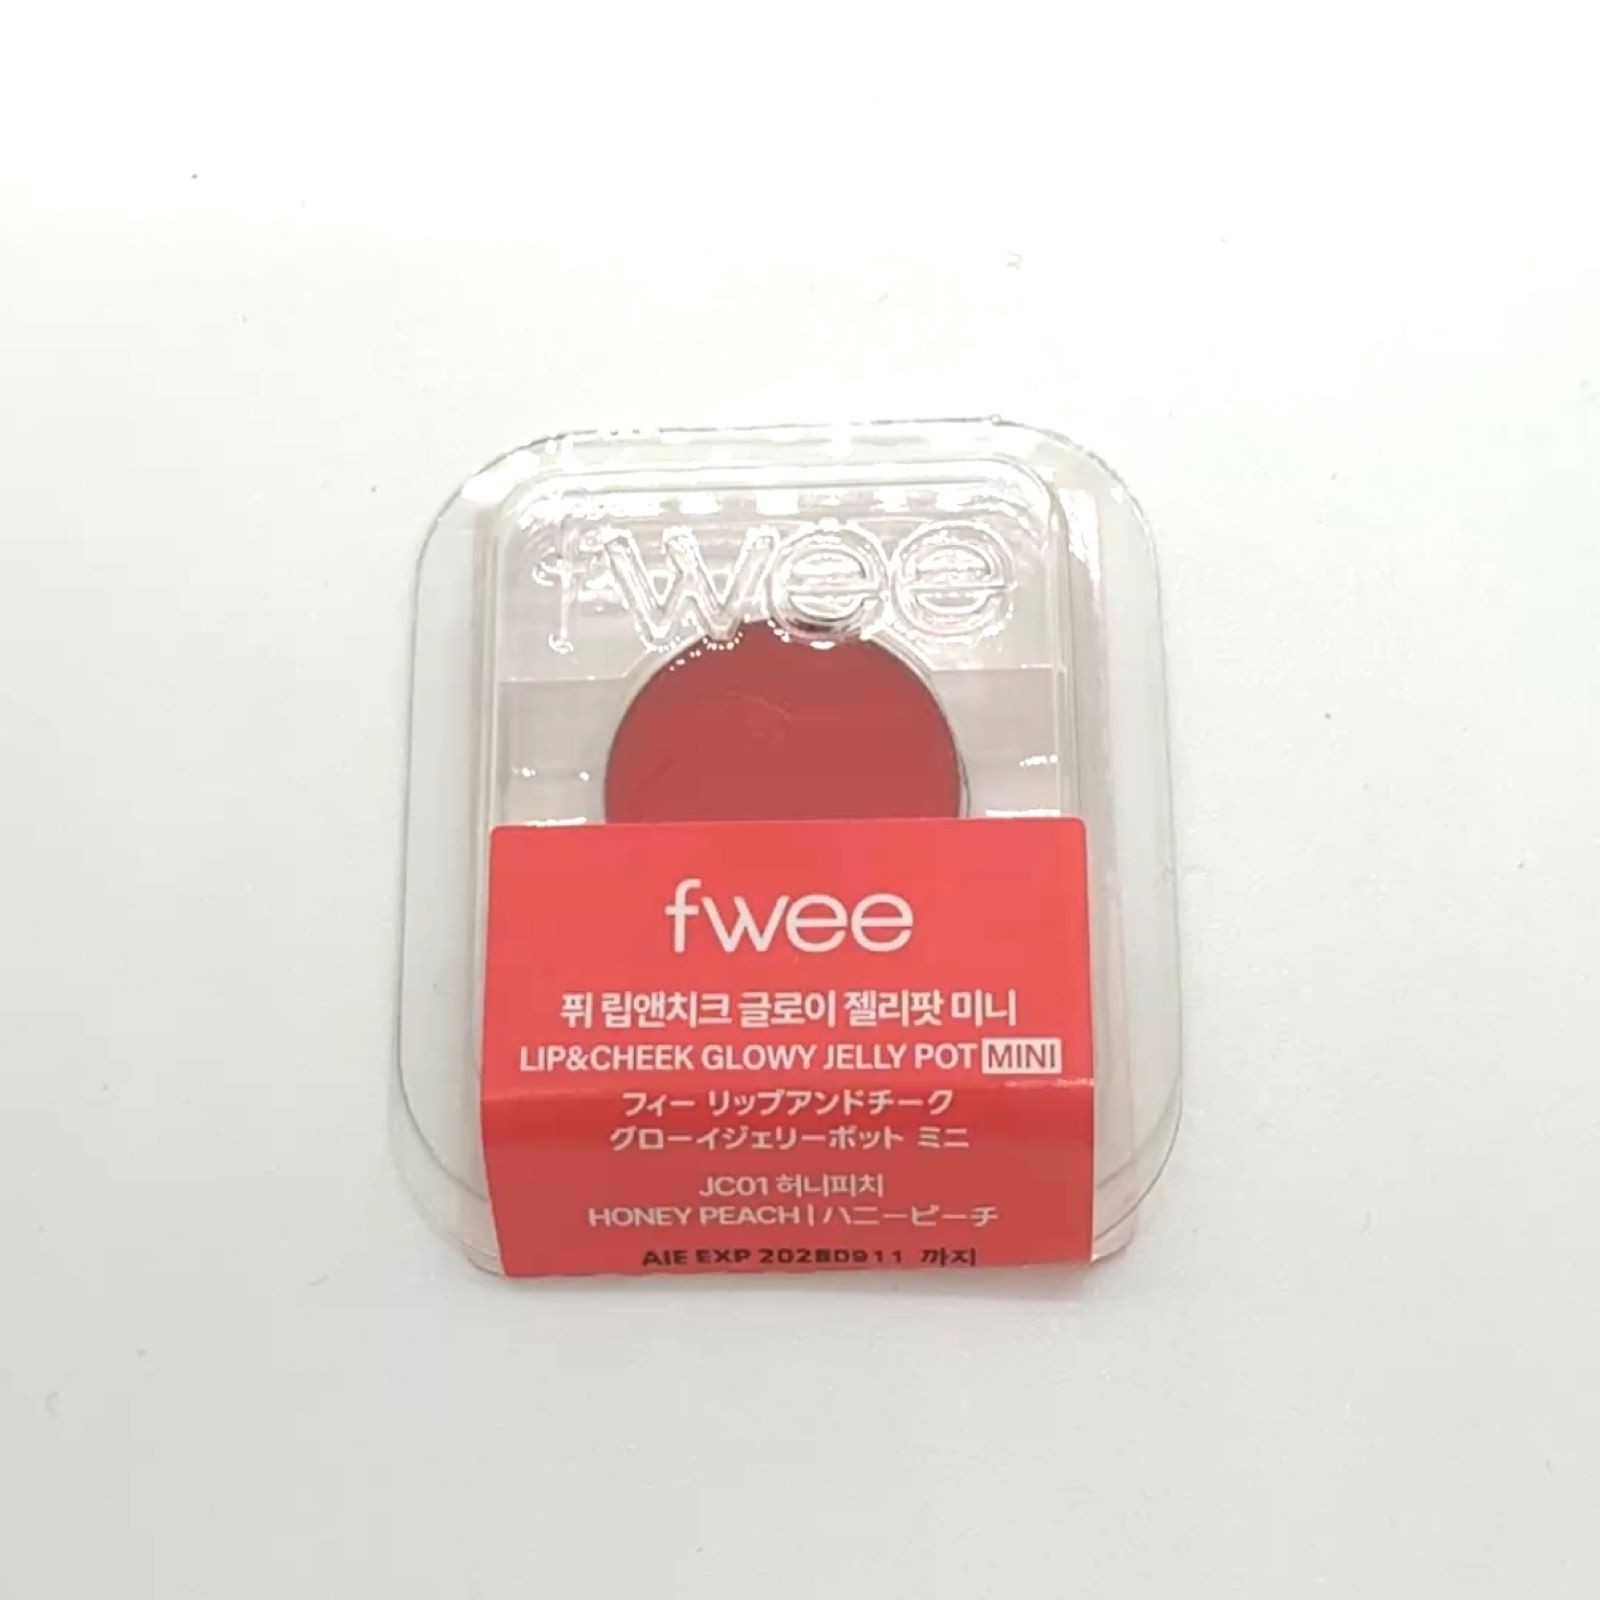 fwee
fwee
퓌 립앤치크 글로이 젤리팟 미니
LIP&CHEEK GLOWY JELLY POT MINI
フィー リップアンドチーク
グローイジェリーポット ミニ
JC01 허니피치
HONEY PEACH | ハニーピーチ
AIE EXP 20280911 까지